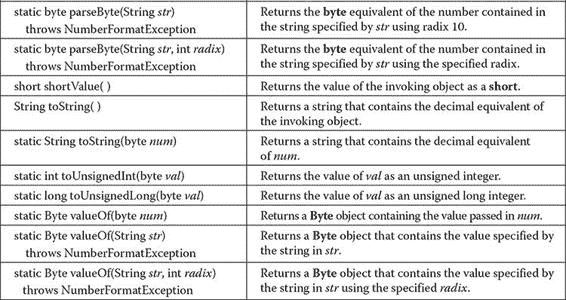 static byte parseByte(String str)
throws NumberFormatException
Returns the byte equivalent of the number contained in
the string specified by str using radix 10.
static byte parseByte(String str, int radix)
throws NumberFormatException
Returns the byte equivalent of the number contained in
the string specified by str using the specified radix.
short shortValue( )
Returns the value of the invoking object as a short.
String toString( )
Returns a string that contains the decimal equivalent of
the invoking object.
static String toString(byte num)
Returns a string that contains the decimal equivalent
of num.
static int toUnsignedInt(byte val)
Returns the value of val as an unsigned integer.
static long toUnsignedLong(byte val)
Returns the value of val as an unsigned long integer.
static Byte valueOf(byte num)
Returns a Byte object containing the value passed in num.
static Byte valueOf(String str)
throws NumberFormatException
Returns a Byte object that contains the value specified by
the string in str.
static Byte valueOf(String str, int radix)
throws NumberFormatException
Returns a Byte object that contains the value specified by
the string in str using the specified radix.